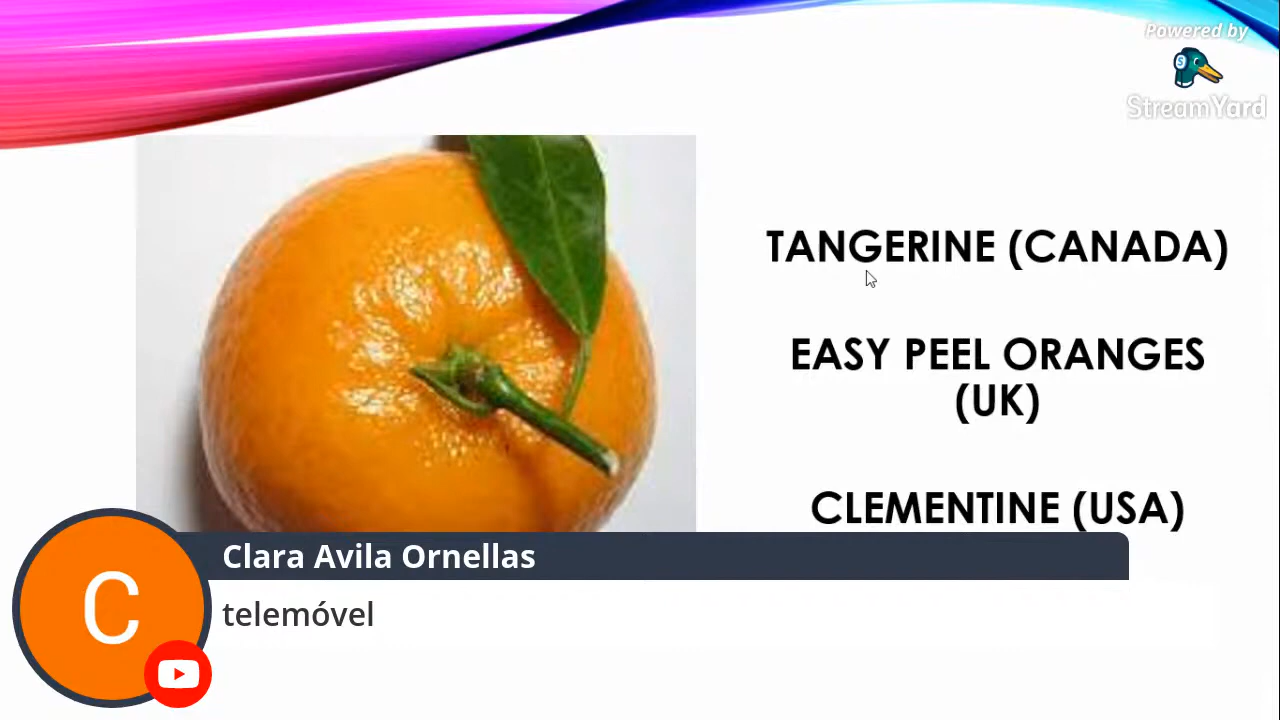 Powered by
StreamYard
TANGERINE (CANADA)
EASY PEEL ORANGES
(UK)
CLEMENTINE (USA)
C
Clara Avila Ornellas
telemóvel